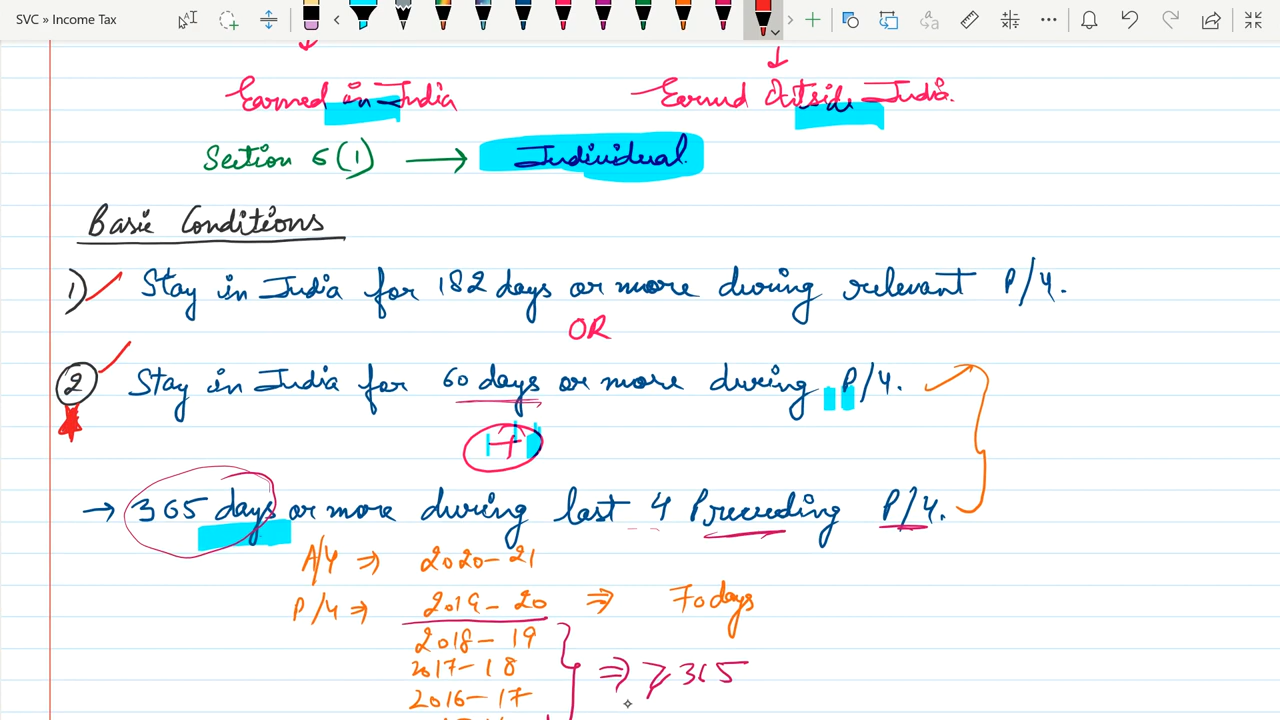 SVC » Income Tax
Earned in India
Earned Outside India.
Section 6(1) → Individual.
Basic Conditions
1) Stay in India for 182 days or more during relevant P/Y.
OR
2 Stay in India for 60 days or more during P/Y.
+
→ 365 days or more during last 4 Preceding P/Y.
A/Y ⇒ 2020-21
P/Y ⇒ 2019-20 ⇒ 70 days
2018-19
2017-18
⇒ ≥ 365
2016-17